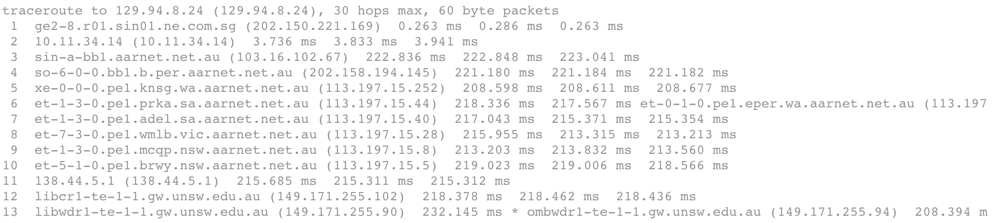 traceroute to 129.94.8.24 (129.94.8.24), 30 hops max, 60 byte packets
1 ge2-8.r01.sin01.ne.com.sg (202.150.221.169) 0.263 ms 0.286 ms 0.263 ms
2 10.11.34.14 (10.11.34.14) 3.736 ms 3.833 ms 3.941 ms
3 sin-a-bb1.aarnet.net.au (103.16.102.67) 222.836 ms 222.848 ms 223.041 ms
4 so-6-0-0.bb1.b.per.aarnet.net.au (202.158.194.145) 221.180 ms 221.184 ms 221.182 ms
5 xe-0-0-0.pe1.knsg.wa.aarnet.net.au (113.197.15.252) 208.598 ms 208.611 ms 208.677 ms
6 et-1-3-0.pe1.prka.sa.aarnet.net.au (113.197.15.44) 218.336 ms 217.567 ms et-0-1-0.pe1.eper.wa.aarnet.net.au (113.197
7 et-1-3-0.pe1.adel.sa.aarnet.net.au (113.197.15.40) 217.043 ms 215.371 ms 215.354 ms
8 et-7-3-0.pe1.wmlb.vic.aarnet.net.au (113.197.15.28) 215.955 ms 213.315 ms 213.213 ms
9 et-1-3-0.pe1.mcqp.nsw.aarnet.net.au (113.197.15.8) 213.203 ms 213.832 ms 213.560 ms
10 et-5-1-0.pe1.brwy.nsw.aarnet.net.au (113.197.15.5) 219.023 ms 219.006 ms 218.566 ms
11 138.44.5.1 (138.44.5.1) 215.685 ms 215.311 ms 215.312 ms
12 libcr1-te-1-1.gw.unsw.edu.au (149.171.255.102) 218.378 ms 218.462 ms 218.436 ms
13 libwdr1-te-1-1.gw.unsw.edu.au (149.171.255.90) 232.145 ms * ombwdr1-te-1-1.gw.unsw.edu.au (149.171.255.94) 208.394 m